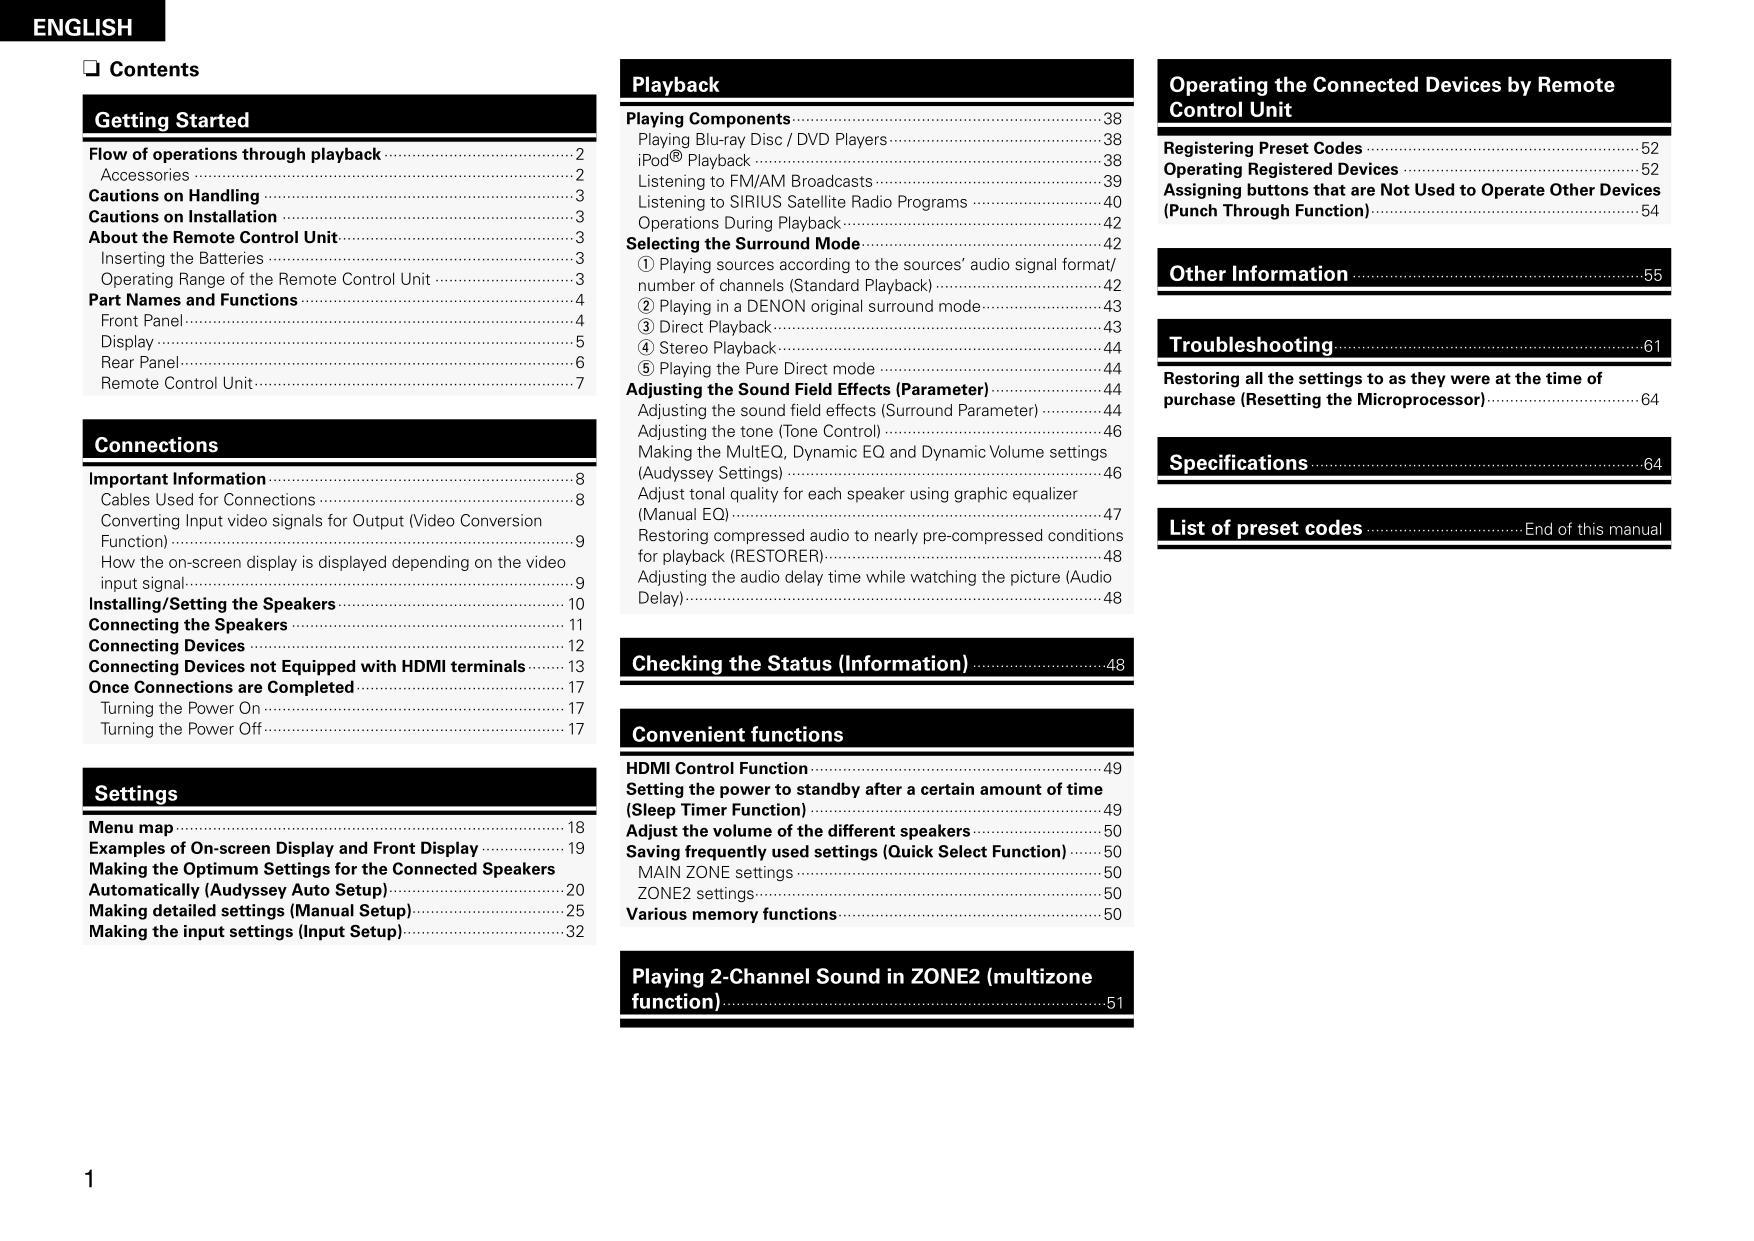 ENGLISH
❏ Contents
Getting Started
Flow of operations through playback ········································· 2
Accessories ·················································································· 2
Cautions on Handling ··································································· 3
Cautions on Installation ······························································· 3
About the Remote Control Unit··················································· 3
Inserting the Batteries ·································································· 3
Operating Range of the Remote Control Unit ······························ 3
Part Names and Functions ··························································· 4
Front Panel···················································································· 4
Display ·························································································· 5
Rear Panel····················································································· 6
Remote Control Unit····································································· 7
Connections
Important Information·································································· 8
Cables Used for Connections ······················································· 8
Converting Input video signals for Output (Video Conversion
Function) ······················································································· 9
How the on-screen display is displayed depending on the video
input signal···················································································· 9
Installing/Setting the Speakers················································· 10
Connecting the Speakers ··························································· 11
Connecting Devices ···································································· 12
Connecting Devices not Equipped with HDMI terminals········ 13
Once Connections are Completed············································· 17
Turning the Power On ································································· 17
Turning the Power Off································································· 17
Settings
Menu map···················································································· 18
Examples of On-screen Display and Front Display ·················· 19
Making the Optimum Settings for the Connected Speakers
Automatically (Audyssey Auto Setup)······································ 20
Making detailed settings (Manual Setup)································· 25
Making the input settings (Input Setup)··································· 32
Playback
Playing Components··································································· 38
Playing Blu-ray Disc / DVD Players·············································· 38
iPod® Playback ··········································································· 38
Listening to FM/AM Broadcasts ················································· 39
Listening to SIRIUS Satellite Radio Programs ···························· 40
Operations During Playback························································ 42
Selecting the Surround Mode···················································· 42
① Playing sources according to the sources’ audio signal format/
number of channels (Standard Playback) ···································· 42
② Playing in a DENON original surround mode·························· 43
③ Direct Playback······································································· 43
④ Stereo Playback······································································ 44
⑤ Playing the Pure Direct mode ················································ 44
Adjusting the Sound Field Effects (Parameter)························ 44
Adjusting the sound field effects (Surround Parameter) ············· 44
Adjusting the tone (Tone Control) ··············································· 46
Making the MultEQ, Dynamic EQ and Dynamic Volume settings
(Audyssey Settings) ···································································· 46
Adjust tonal quality for each speaker using graphic equalizer
(Manual EQ) ················································································ 47
Restoring compressed audio to nearly pre-compressed conditions
for playback (RESTORER)···························································· 48
Adjusting the audio delay time while watching the picture (Audio
Delay)·························································································· 48
Checking the Status (Information) ····························· 48
Convenient functions
HDMI Control Function······························································· 49
Setting the power to standby after a certain amount of time
(Sleep Timer Function) ······························································· 49
Adjust the volume of the different speakers···························· 50
Saving frequently used settings (Quick Select Function) ······· 50
MAIN ZONE settings ·································································· 50
ZONE2 settings··········································································· 50
Various memory functions························································· 50
Playing 2-Channel Sound in ZONE2 (multizone
function)··················································································· 51
Operating the Connected Devices by Remote
Control Unit
Registering Preset Codes ··························································· 52
Operating Registered Devices ··················································· 52
Assigning buttons that are Not Used to Operate Other Devices
(Punch Through Function)·························································· 54
Other Information ······························································· 55
Troubleshooting··································································· 61
Restoring all the settings to as they were at the time of
purchase (Resetting the Microprocessor)································· 64
Specifications ········································································ 64
List of preset codes ·································· End of this manual
1